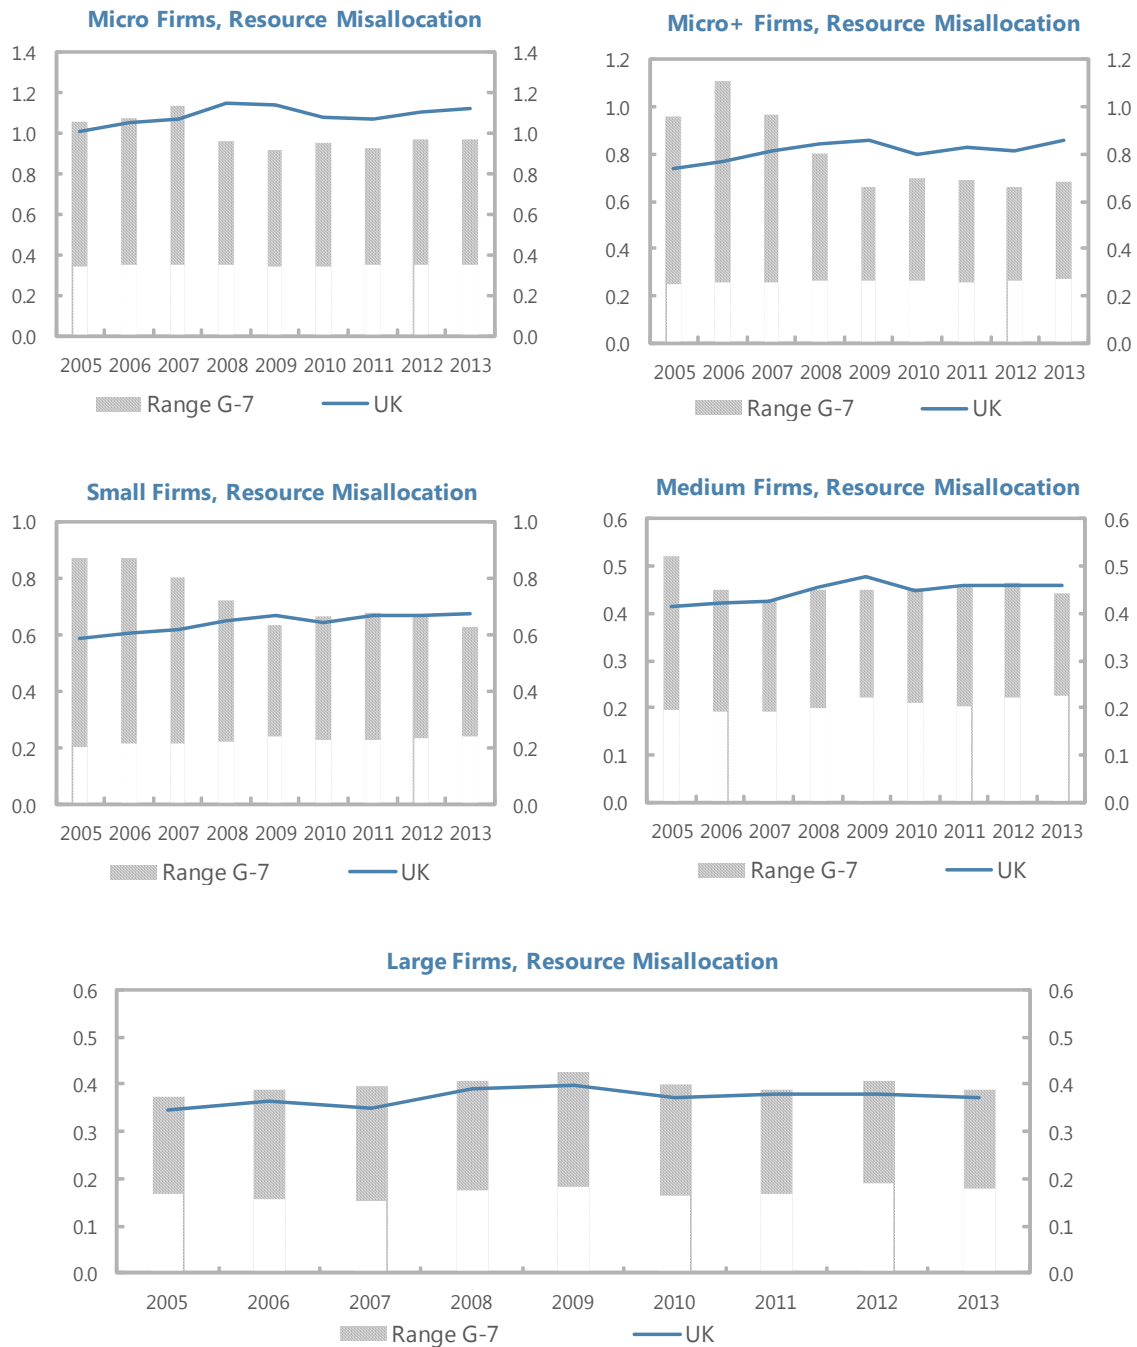 Micro Firms, Resource Misallocation
1.4 1.4
1.2 1.2
1.0 1.0
0.8 0.8
0.6 0.6
0.4 0.4
0.2 0.2
0.0 0.0
2005 2006 2007 2008 2009 2010 2011 2012 2013
Range G-7 UK
Micro+ Firms, Resource Misallocation
1.2 1.2
1.0 1.0
0.8 0.8
0.6 0.6
0.4 0.4
0.2 0.2
0.0 0.0
2005 2006 2007 2008 2009 2010 2011 2012 2013
Range G-7 UK
Small Firms, Resource Misallocation
1.0 1.0
0.8 0.8
0.6 0.6
0.4 0.4
0.2 0.2
0.0 0.0
2005 2006 2007 2008 2009 2010 2011 2012 2013
Range G-7 UK
Medium Firms, Resource Misallocation
0.6 0.6
0.5 0.5
0.4 0.4
0.3 0.3
0.2 0.2
0.1 0.1
0.0 0.0
2005 2006 2007 2008 2009 2010 2011 2012 2013
Range G-7 UK
Large Firms, Resource Misallocation
0.6 0.6
0.5 0.5
0.4 0.4
0.3 0.3
0.2 0.2
0.1 0.1
0.0 0.0
2005 2006 2007 2008 2009 2010 2011 2012 2013
Range G-7 UK